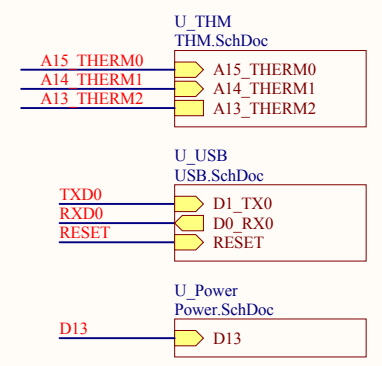 U_THM
THM.SchDoc
A15_THERM0 A15_THERM0
A14_THERM1 A14_THERM1
A13_THERM2 A13_THERM2
U_USB
USB.SchDoc
TXD0 D1_TX0
RXD0 D0_RX0
RESET RESET
U_Power
Power.SchDoc
D13 D13